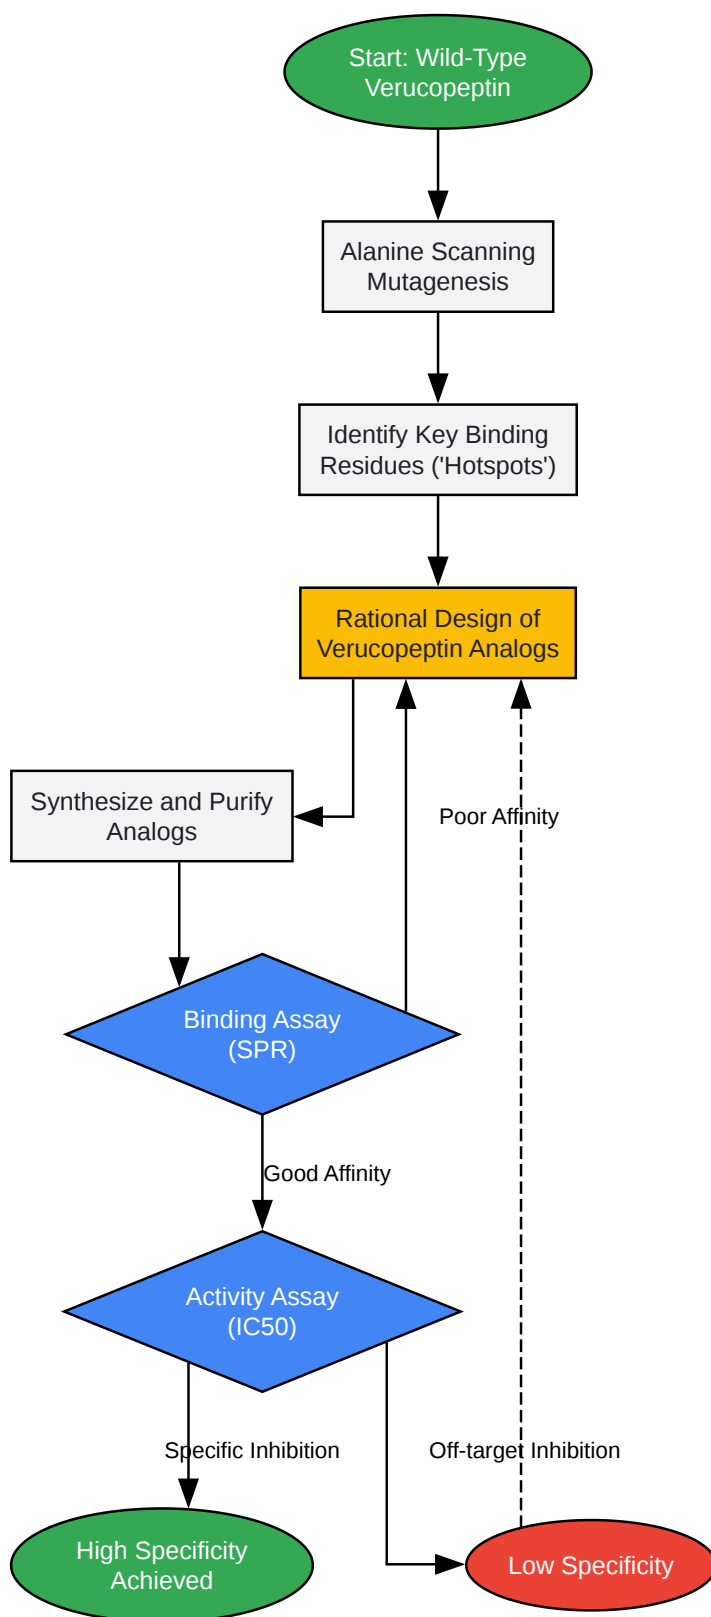 Start: Wild-Type
Verucopeptin
Alanine Scanning
Mutagenesis
Identify Key Binding
Residues ('Hotspots')
Rational Design of
Verucopeptin Analogs
Synthesize and Purify
Analogs
Poor Affinity
Binding Assay
(SPR)
Good Affinity
Activity Assay
(IC50)
Specific Inhibition
Off-target Inhibition
High Specificity
Achieved
Low Specificity